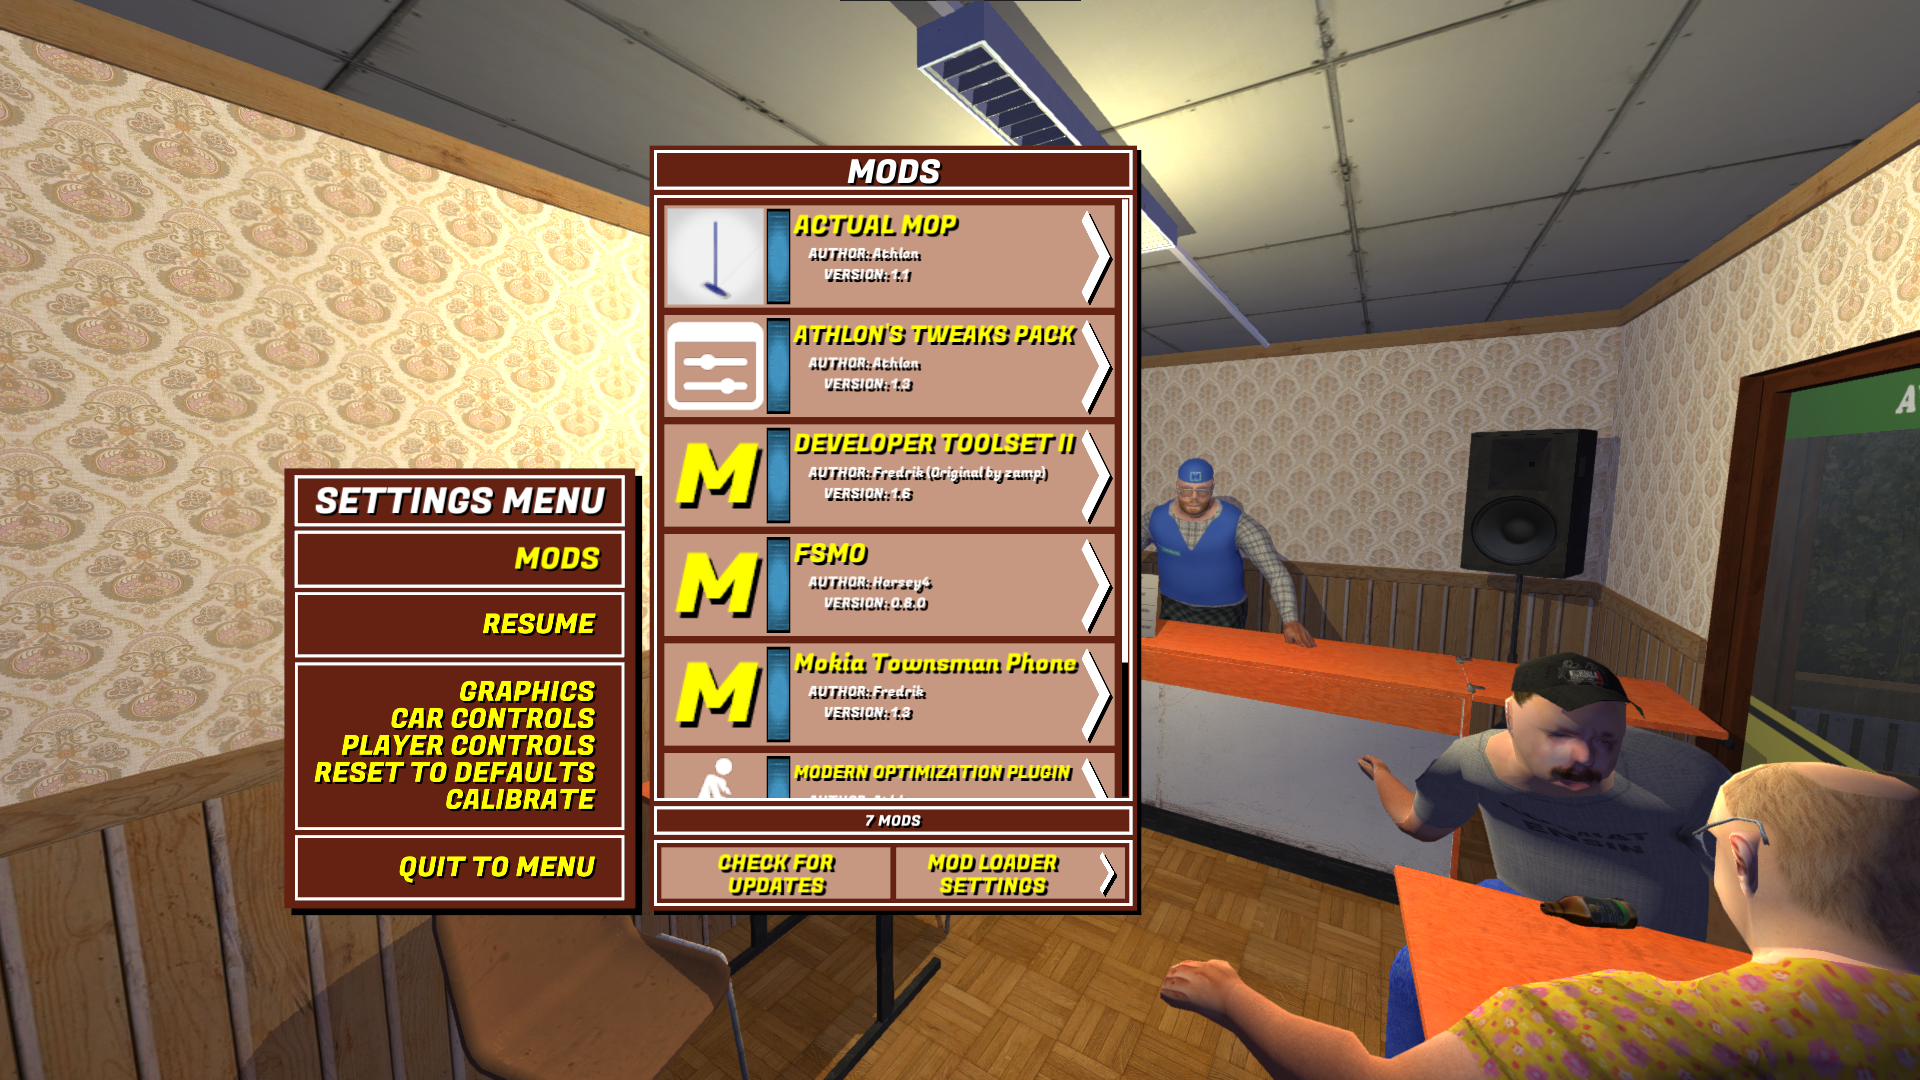 MODS
ACTUAL MOP
AUTHOR: Athlon
VERSION: 1.1
ATHLON'S TWEAKS PACK
AUTHOR: Athlon
VERSION: 1.3
M
DEVELOPER TOOLSET II
AUTHOR: Fredrik (Original by zamp)
VERSION: 1.6
M
FSMO
AUTHOR: Horsey4
VERSION: 0.8.0
M
Mokia Townsman Phone
AUTHOR: Fredrik
VERSION: 1.3
MODERN OPTIMIZATION PLUGIN
7 MODS
CHECK FOR
UPDATES
MOD LOADER
SETTINGS
SETTINGS MENU
MODS
RESUME
GRAPHICS
CAR CONTROLS
PLAYER CONTROLS
RESET TO DEFAULTS
CALIBRATE
QUIT TO MENU
M
A